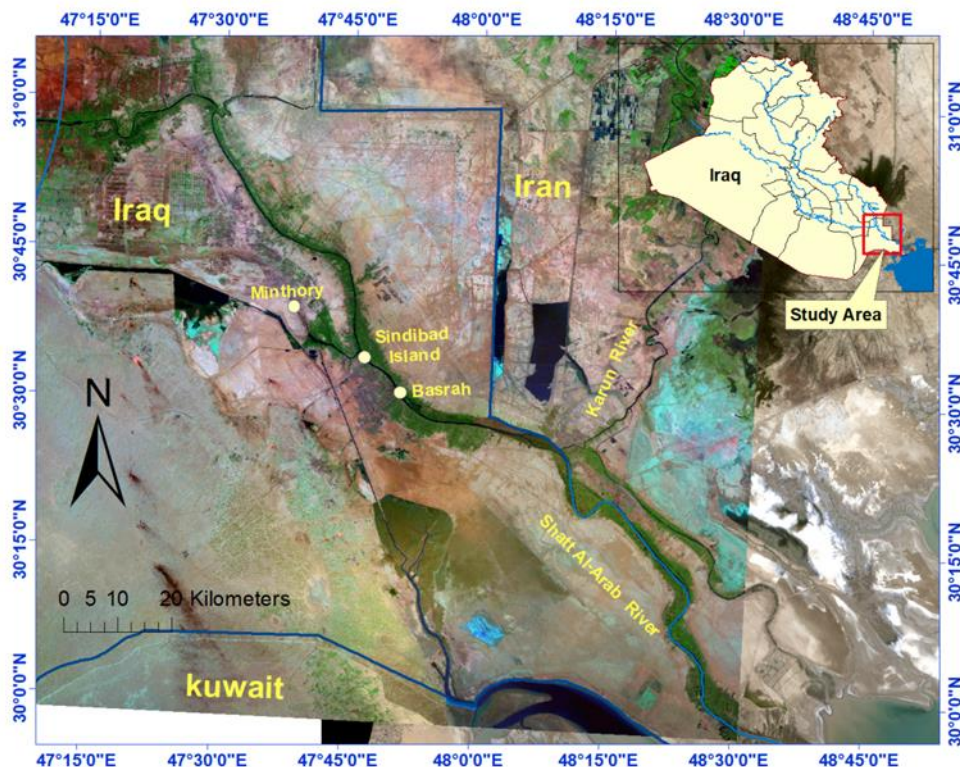 47°15'0"E 47°30'0"E 47°45'0"E 48°0'0"E 48°15'0"E 48°30'0"E 48°45'0"E
31°0'0"N
31°0'0"N
Iran
Iraq
Iraq
30°45'0"N
30°45'0"N
Minthory
Study Area
Sindibad
Island
Karun River
Basrah
30°30'0"N
30°30'0"N
N
Shatt Al-Arab River
30°15'0"N
30°15'0"N
0 5 10 20 Kilometers
kuwait
30°0'0"N
30°0'0"N
47°15'0"E 47°30'0"E 47°45'0"E 48°0'0"E 48°15'0"E 48°30'0"E 48°45'0"E